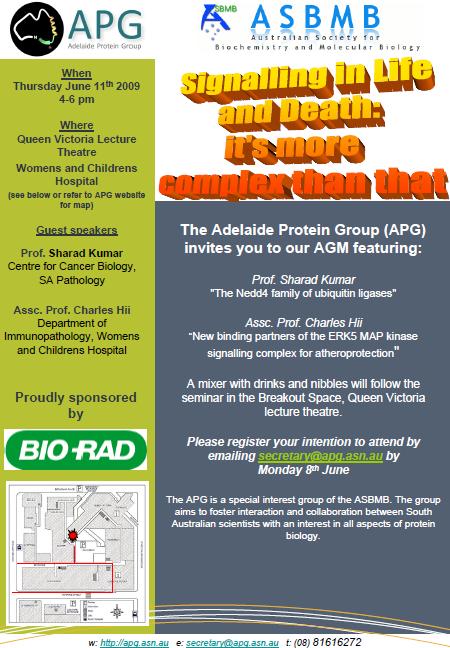 APG
Adelaide Protein Group
ASBMB
ASBMB
Australian Society for
Biochemistry and Molecular Biology
When
Thursday June 11th 2009
4-6 pm
Where
Queen Victoria Lecture
Theatre
Womens and Childrens
Hospital
(see below or refer to APG website
for map)
Guest speakers
Prof. Sharad Kumar
Centre for Cancer Biology,
SA Pathology
Assc. Prof. Charles Hii
Department of
Immunopathology, Womens
and Childrens Hospital
Proudly sponsored
by
BIO-RAD
Signalling in Life
and Death:
it's more
complex than that
The Adelaide Protein Group (APG)
invites you to our AGM featuring:
Prof. Sharad Kumar
"The Nedd4 family of ubiquitin ligases"
Assc. Prof. Charles Hii
“New binding partners of the ERK5 MAP kinase
signalling complex for atheroprotection"
A mixer with drinks and nibbles will follow the
seminar in the Breakout Space, Queen Victoria
lecture theatre.
Please register your intention to attend by
emailing secretary@apg.asn.au by
Monday 8th June
The APG is a special interest group of the ASBMB. The group
aims to foster interaction and collaboration between South
Australian scientists with an interest in all aspects of protein
biology.
w: http://apg.asn.au e: secretary@apg.asn.au t: (08) 81616272